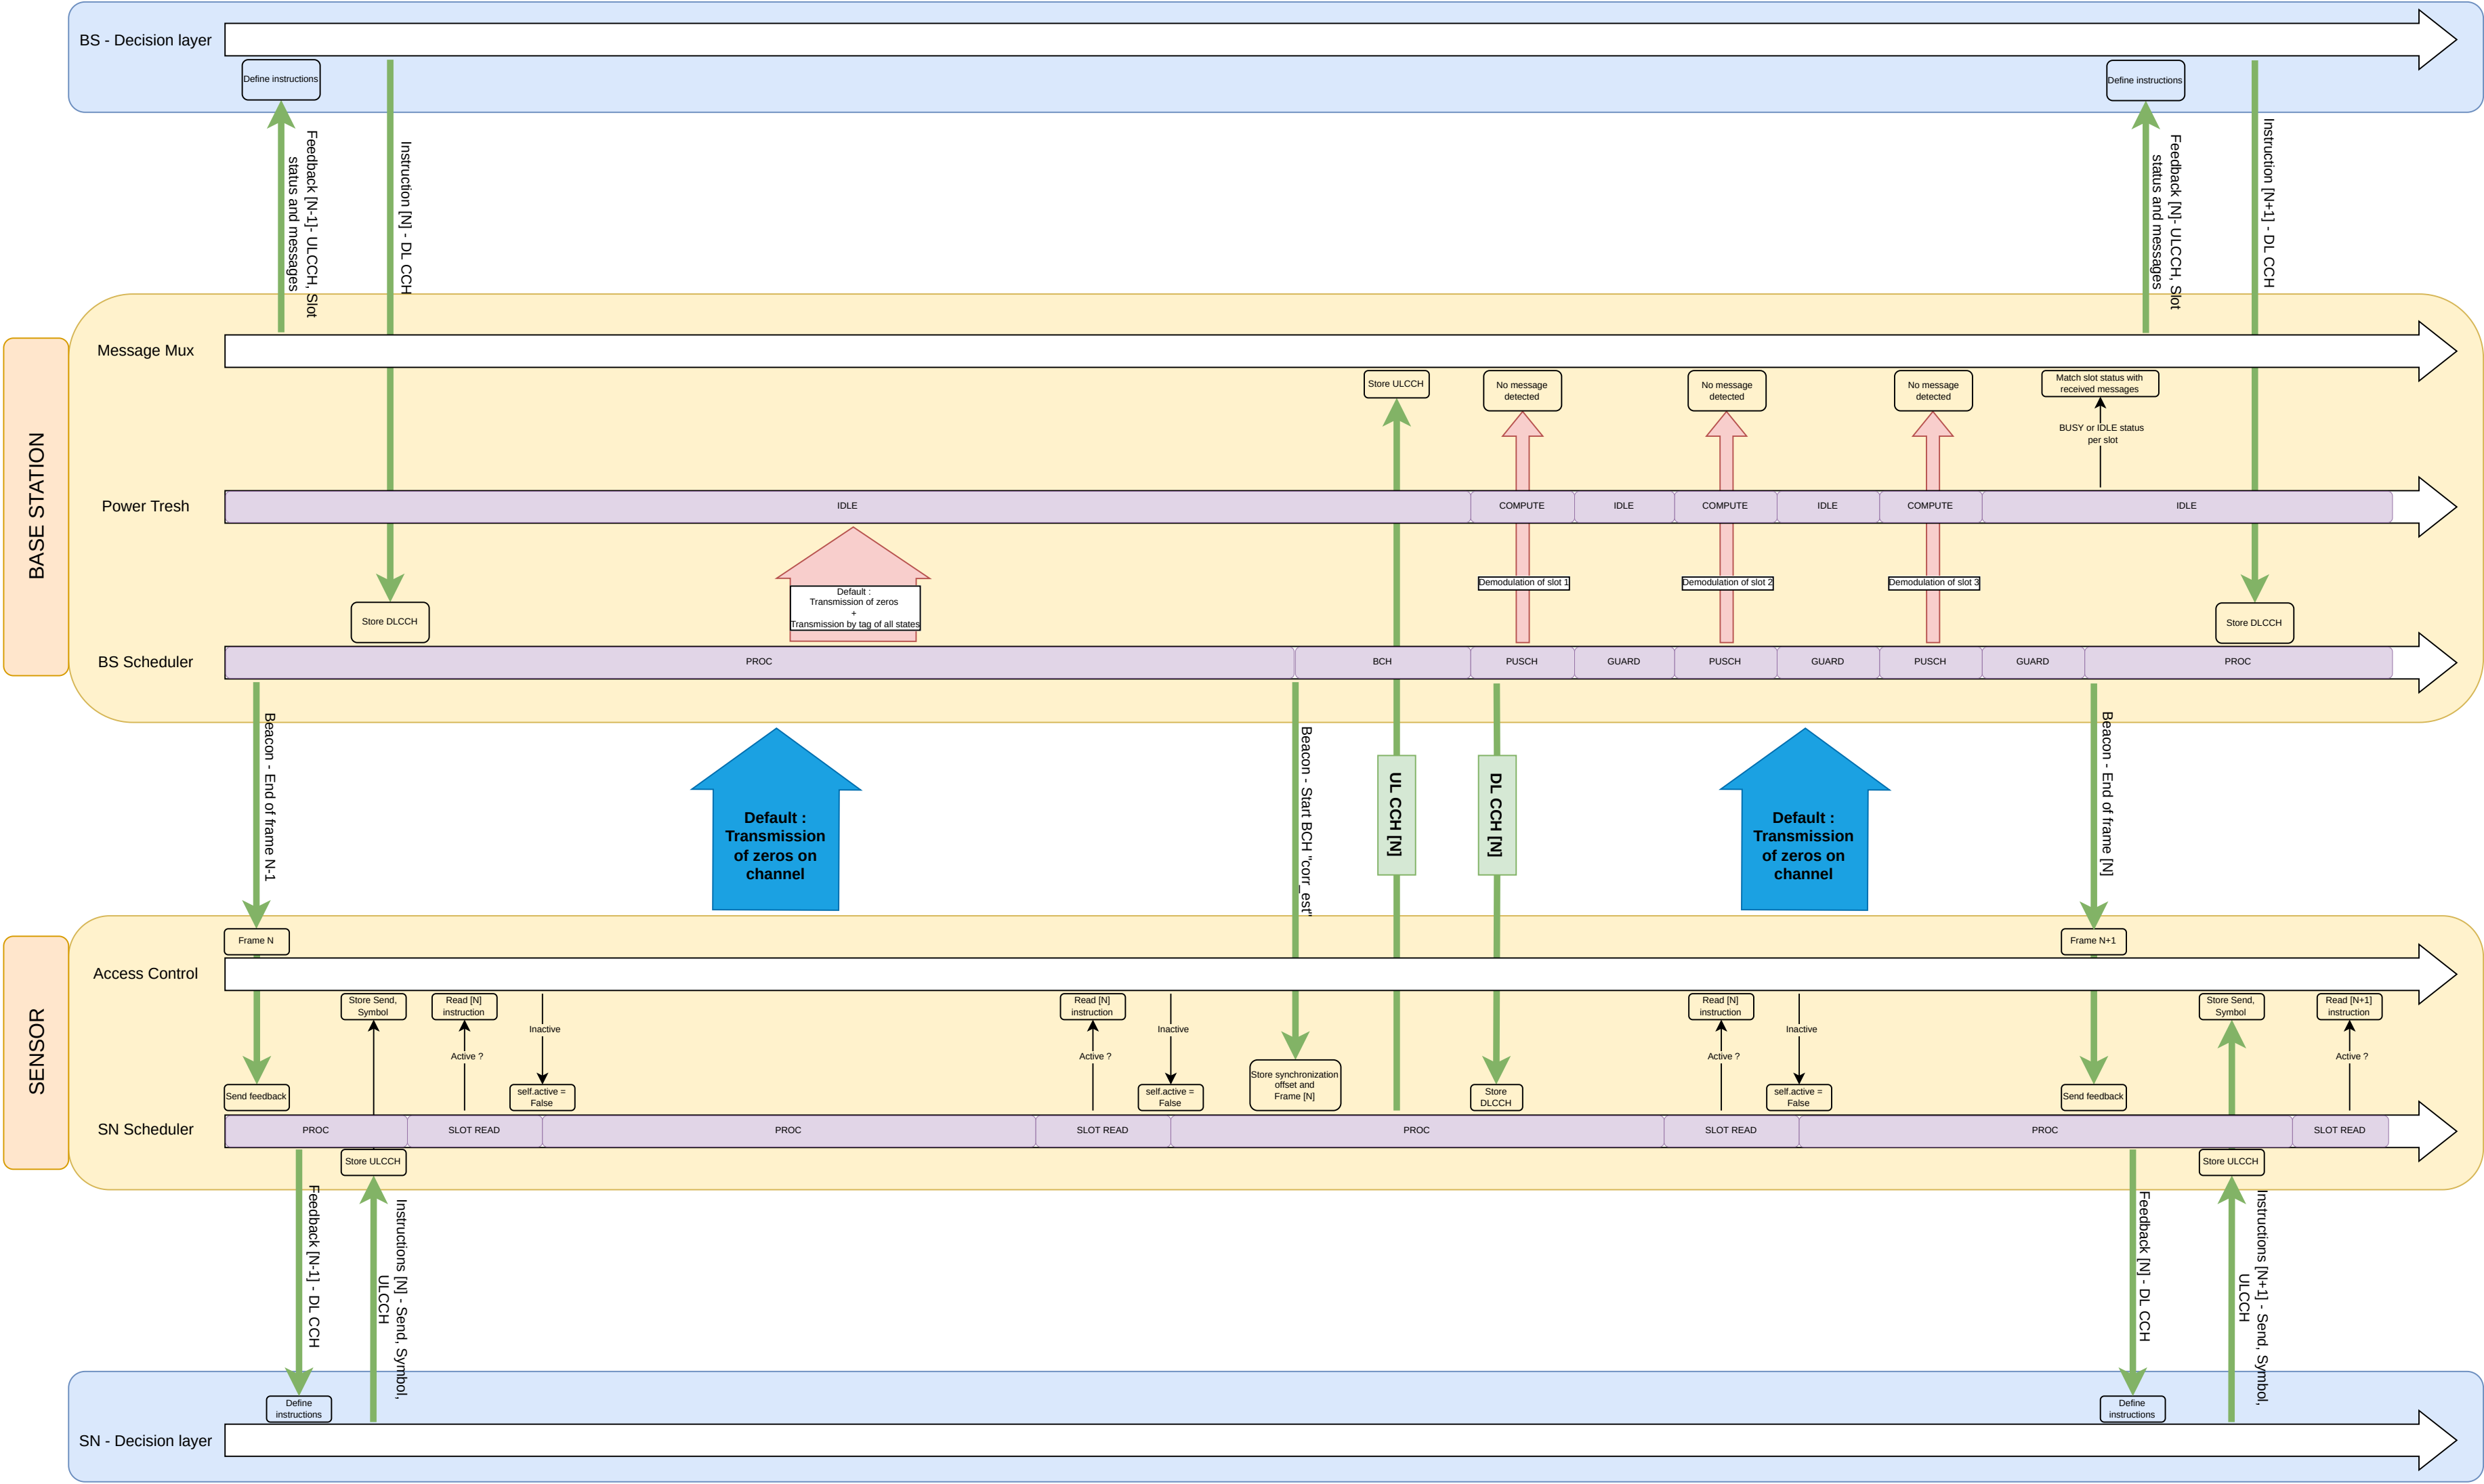 BS - Decision layer
Define instructions
Define instructions
Feedback [N-1]- ULCCH, Slot
status and messages
Instruction [N] - DL CCH
Feedback [N]- ULCCH, Slot
status and messages
Instruction [N+1] - DL CCH
BASE STATION
Message Mux
Store ULCCH
No message
detected
No message
detected
No message
detected
Match slot status with
received messages
BUSY or IDLE status
per slot
Power Tresh
IDLE
COMPUTE
IDLE
COMPUTE
IDLE
COMPUTE
IDLE
Store DLCCH
Default :
Transmission of zeros
+
Transmission by tag of all states
Demodulation of slot 1
Demodulation of slot 2
Demodulation of slot 3
Store DLCCH
BS Scheduler
PROC
BCH
PUSCH
GUARD
PUSCH
GUARD
PUSCH
GUARD
PROC
Beacon - End of frame N-1
Default :
Transmission
of zeros on
channel
Beacon - Start BCH "corr_est"
UL CCH [N]
DL CCH [N]
Default :
Transmission
of zeros on
channel
Beacon - End of frame [N]
SENSOR
Frame N
Frame N+1
Access Control
Store Send,
Symbol
Read [N]
instruction
Inactive
Active ?
Read [N]
instruction
Inactive
Active ?
Read [N]
instruction
Inactive
Active ?
Store Send,
Symbol
Read [N+1]
instruction
Active ?
Send feedback
self.active =
False
self.active =
False
Store synchronization
offset and
Frame [N]
Store
DLCCH
self.active =
False
Send feedback
SN Scheduler
PROC
SLOT READ
PROC
SLOT READ
PROC
SLOT READ
PROC
SLOT READ
Store ULCCH
Store ULCCH
Feedback [N-1] - DL CCH
Instructions [N] - Send, Symbol,
ULCCH
Feedback [N] - DL CCH
Instructions [N+1] - Send, Symbol,
ULCCH
Define
instructions
Define
instructions
SN - Decision layer